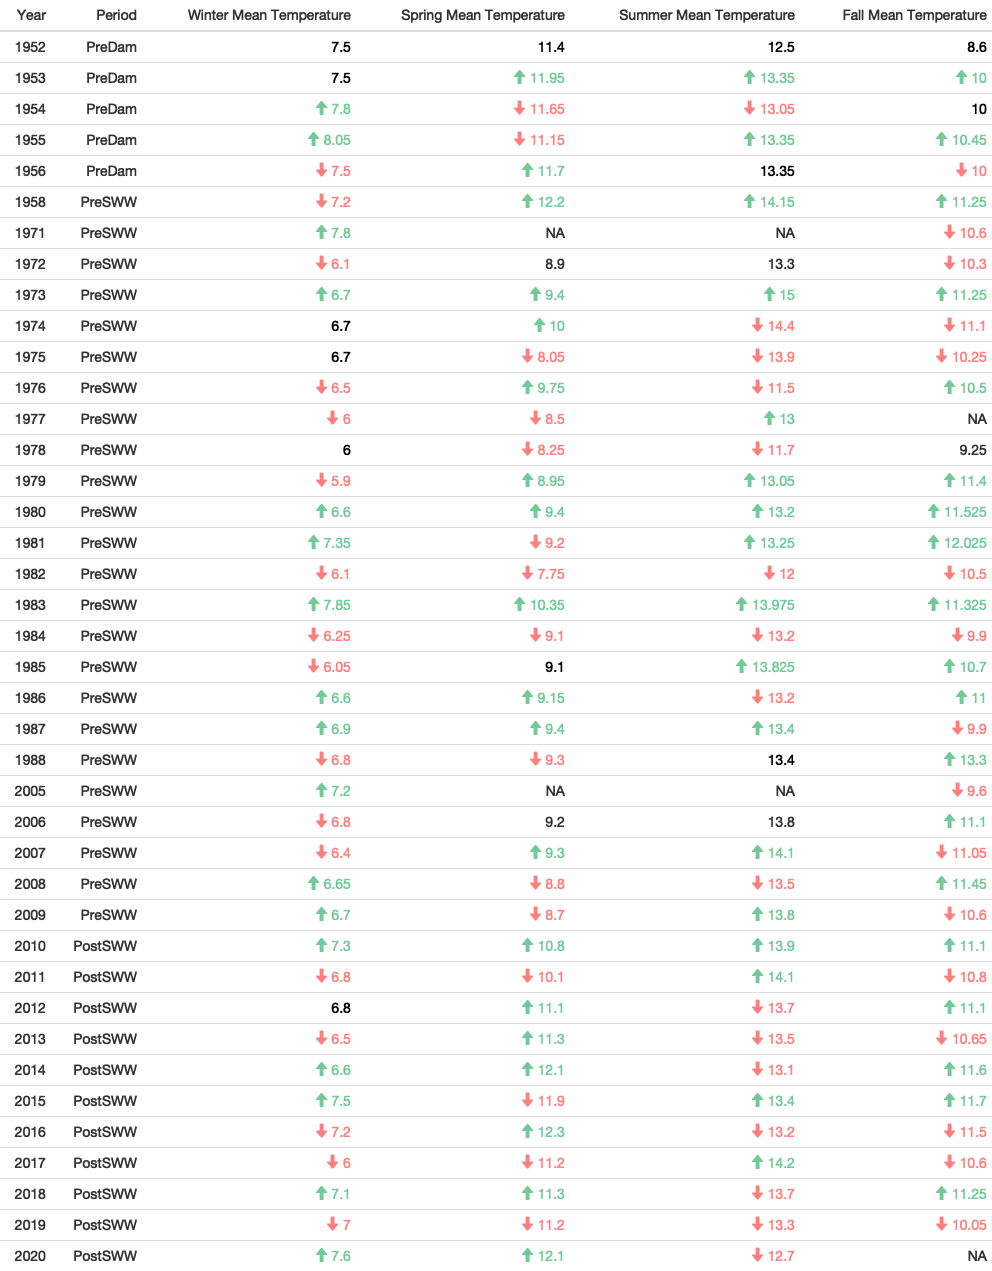 Year Period Winter Mean Temperature Spring Mean Temperature Summer Mean Temperature Fall Mean Temperature
1952 PreDam 7.5 11.4 12.5 8.6
1953 PreDam 7.5 ↑ 11.95 ↑ 13.35 ↑ 10
1954 PreDam ↑ 7.8 ↓ 11.65 ↓ 13.05 10
1955 PreDam ↑ 8.05 ↓ 11.15 ↑ 13.35 ↑ 10.45
1956 PreDam ↓ 7.5 ↑ 11.7 13.35 ↓ 10
1958 PreSWW ↓ 7.2 ↑ 12.2 ↑ 14.15 ↑ 11.25
1971 PreSWW ↑ 7.8 NA NA ↓ 10.6
1972 PreSWW ↓ 6.1 8.9 13.3 ↓ 10.3
1973 PreSWW ↑ 6.7 ↑ 9.4 ↑ 15 ↑ 11.25
1974 PreSWW 6.7 ↑ 10 ↓ 14.4 ↓ 11.1
1975 PreSWW 6.7 ↓ 8.05 ↓ 13.9 ↓ 10.25
1976 PreSWW ↓ 6.5 ↑ 9.75 ↓ 11.5 ↑ 10.5
1977 PreSWW ↓ 6 ↓ 8.5 ↑ 13 NA
1978 PreSWW 6 ↓ 8.25 ↓ 11.7 9.25
1979 PreSWW ↓ 5.9 ↑ 8.95 ↑ 13.05 ↑ 11.4
1980 PreSWW ↑ 6.6 ↑ 9.4 ↑ 13.2 ↑ 11.525
1981 PreSWW ↑ 7.35 ↓ 9.2 ↑ 13.25 ↑ 12.025
1982 PreSWW ↓ 6.1 ↓ 7.75 ↓ 12 ↓ 10.5
1983 PreSWW ↑ 7.85 ↑ 10.35 ↑ 13.975 ↑ 11.325
1984 PreSWW ↓ 6.25 ↓ 9.1 ↓ 13.2 ↓ 9.9
1985 PreSWW ↓ 6.05 9.1 ↑ 13.825 ↑ 10.7
1986 PreSWW ↑ 6.6 ↑ 9.15 ↓ 13.2 ↑ 11
1987 PreSWW ↑ 6.9 ↑ 9.4 ↑ 13.4 ↓ 9.9
1988 PreSWW ↓ 6.8 ↓ 9.3 13.4 ↑ 13.3
2005 PreSWW ↑ 7.2 NA NA ↓ 9.6
2006 PreSWW ↓ 6.8 9.2 13.8 ↑ 11.1
2007 PreSWW ↓ 6.4 ↑ 9.3 ↑ 14.1 ↓ 11.05
2008 PreSWW ↑ 6.65 ↓ 8.8 ↓ 13.5 ↑ 11.45
2009 PreSWW ↑ 6.7 ↓ 8.7 ↑ 13.8 ↓ 10.6
2010 PostSWW ↑ 7.3 ↑ 10.8 ↑ 13.9 ↑ 11.1
2011 PostSWW ↓ 6.8 ↓ 10.1 ↑ 14.1 ↓ 10.8
2012 PostSWW 6.8 ↑ 11.1 ↓ 13.7 ↑ 11.1
2013 PostSWW ↓ 6.5 ↑ 11.3 ↓ 13.5 ↓ 10.65
2014 PostSWW ↑ 6.6 ↑ 12.1 ↓ 13.1 ↑ 11.6
2015 PostSWW ↑ 7.5 ↓ 11.9 ↑ 13.4 ↑ 11.7
2016 PostSWW ↓ 7.2 ↑ 12.3 ↓ 13.2 ↓ 11.5
2017 PostSWW ↓ 6 ↓ 11.2 ↑ 14.2 ↓ 10.6
2018 PostSWW ↑ 7.1 ↑ 11.3 ↓ 13.7 ↑ 11.25
2019 PostSWW ↓ 7 ↓ 11.2 ↓ 13.3 ↓ 10.05
2020 PostSWW ↑ 7.6 ↑ 12.1 ↓ 12.7 NA